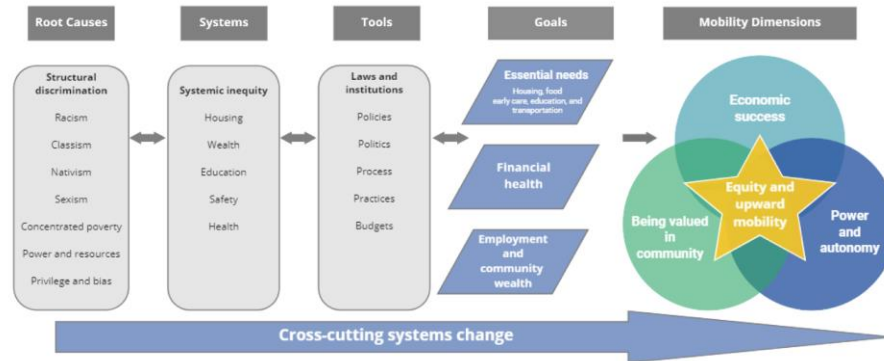 Root Causes
Systems
Tools
Goals
Mobility Dimensions
Structural
discrimination
Racism
Classism
Nativism
Sexism
Concentrated poverty
Power and resources
Privilege and bias
Systemic inequity
Housing
Wealth
Education
Safety
Health
Laws and
institutions
Policies
Politics
Process
Practices
Budgets
Essential needs
Housing, food
early care, education, and
transportation
Financial
health
Employment
and
community
wealth
Economic
success
Equity and
upward
mobility
Being valued
in
community
Power
and
autonomy
Cross-cutting systems change